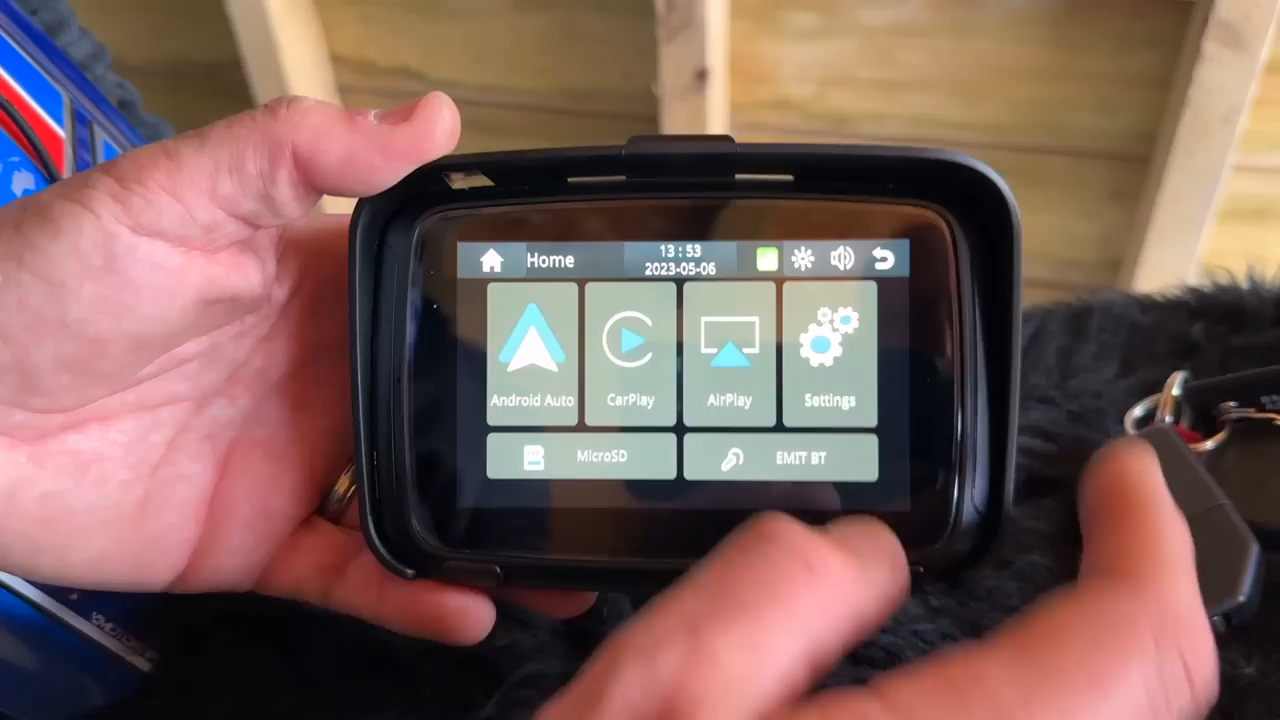 Home
13:53
2023-05-06
Android Auto
CarPlay
AirPlay
Settings
MicroSD
EMIT BT